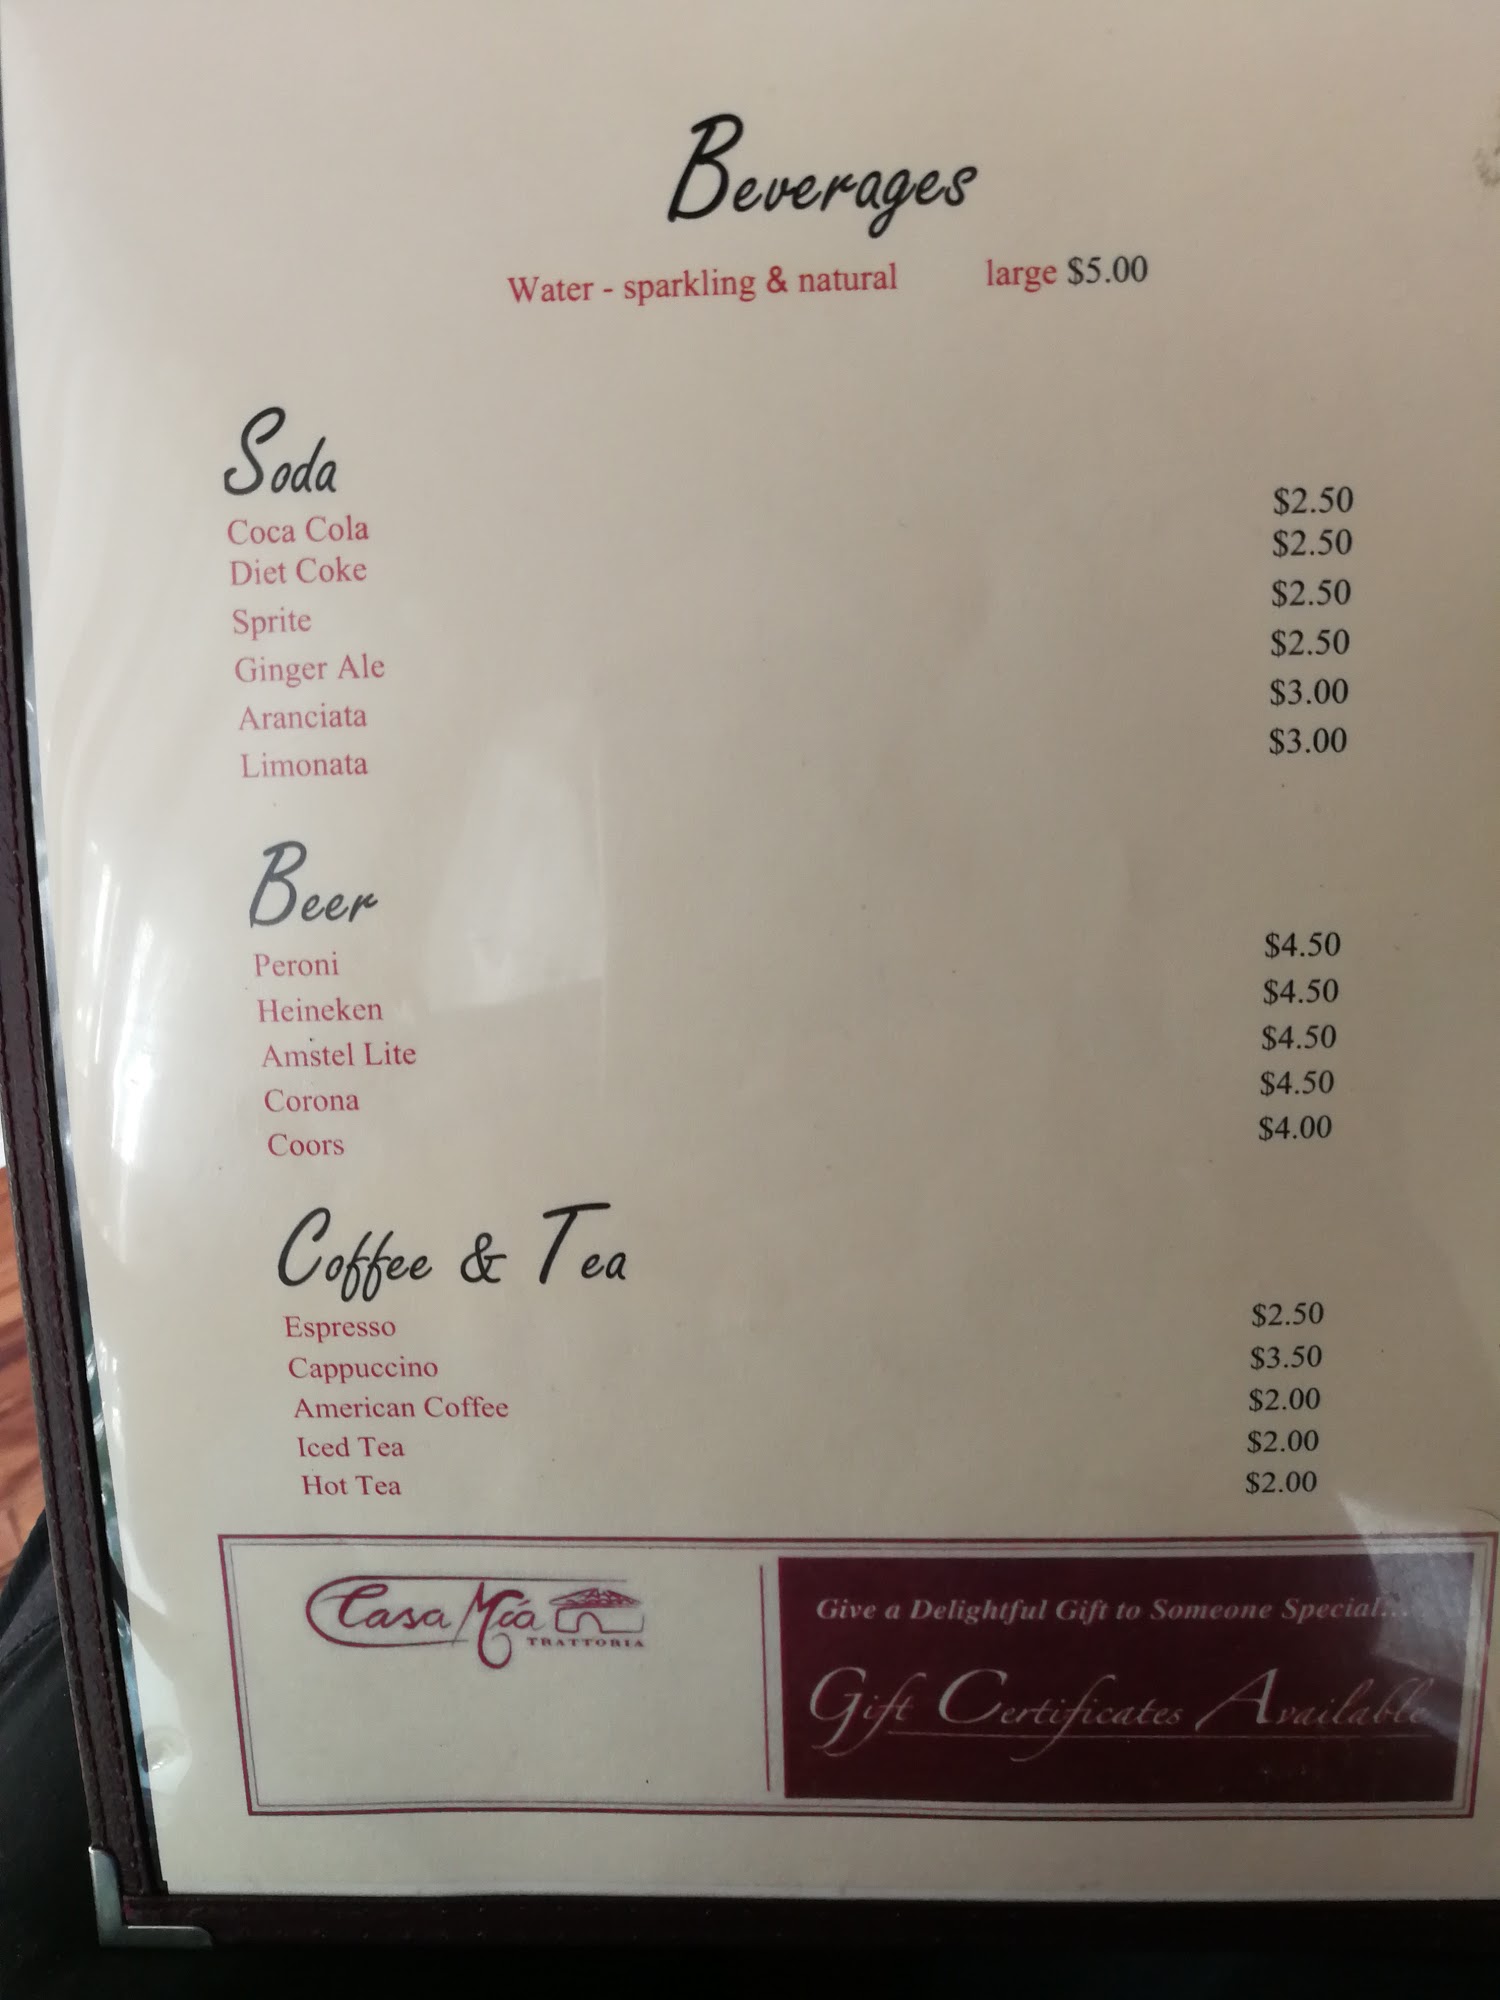 Beverages
Water - sparkling & natural large $5.00
Soda
Coca Cola $2.50
Diet Coke $2.50
Sprite $2.50
Ginger Ale $2.50
Aranciata $3.00
Limonata $3.00
Beer
Peroni $4.50
Heineken $4.50
Amstel Lite $4.50
Corona $4.50
Coors $4.00
Coffee & Tea
Espresso $2.50
Cappuccino $3.50
American Coffee $2.00
Iced Tea $2.00
Hot Tea $2.00
Casa Mia
TRATTORIA
Give a Delightful Gift to Someone Special...
Gift Certificates Available